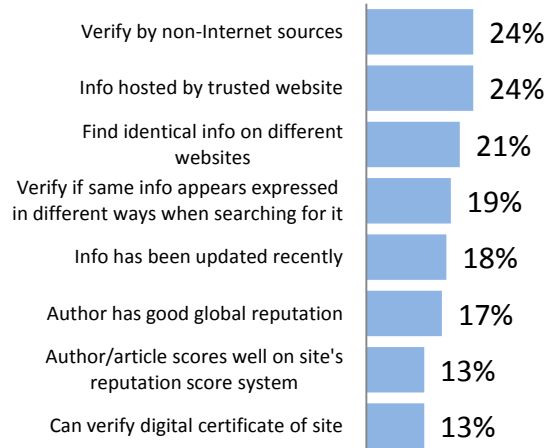 Verify by non-Internet sources
24%
Info hosted by trusted website
24%
Find identical info on different
websites
21%
Verify if same info appears expressed
in different ways when searching for it
19%
Info has been updated recently
18%
Author has good global reputation
17%
Author/article scores well on site's
reputation score system
13%
Can verify digital certificate of site
13%